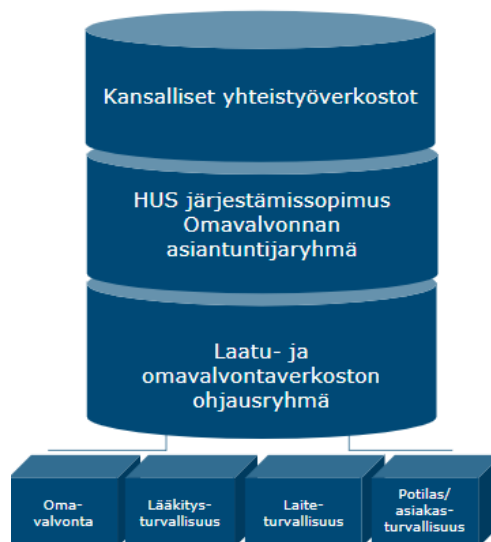 Kansalliset yhteistyöverkostot
HUS järjestämissopimus
Omavalvonnan
asiantuntijaryhmä
Laatu- ja
omavalvontaverkoston
ohjausryhmä
Oma-
valvonta
Lääkitys-
turvallisuus
Laite-
turvallisuus
Potilas/
asiakas-
turvallisuus